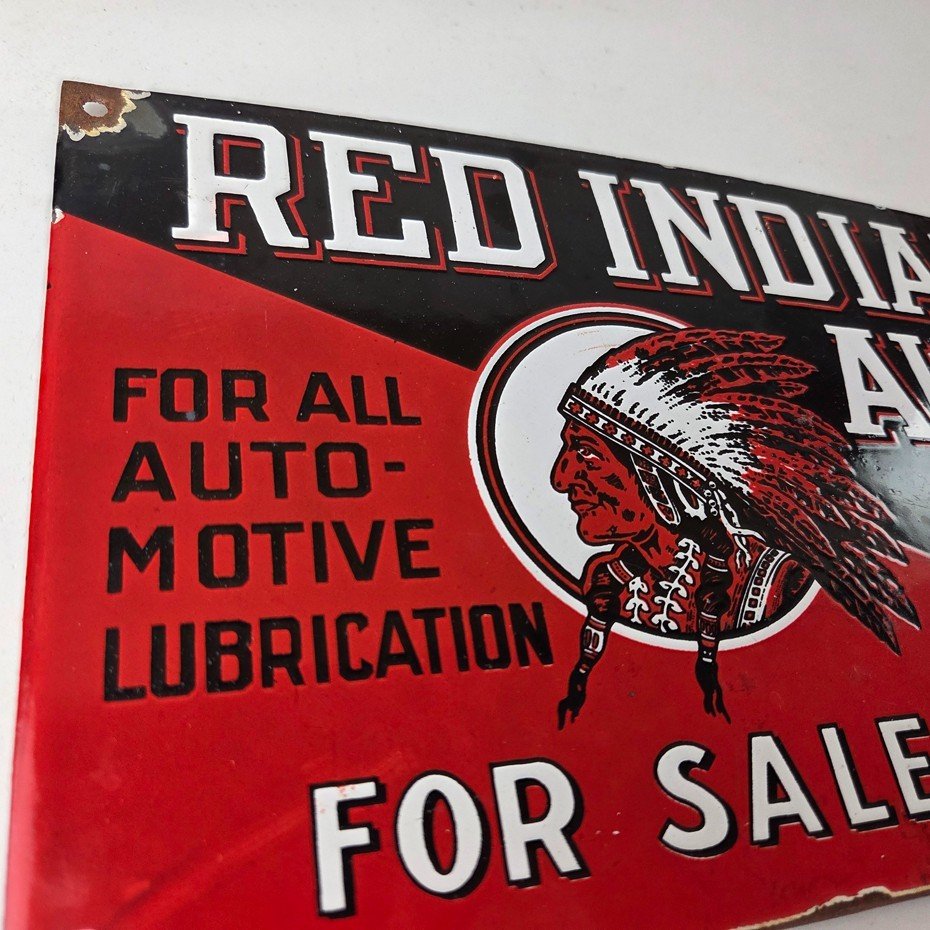 RED INDIA
A
FOR ALL
AUTO-
MOTIVE
LUBRICATION
FOR SALE